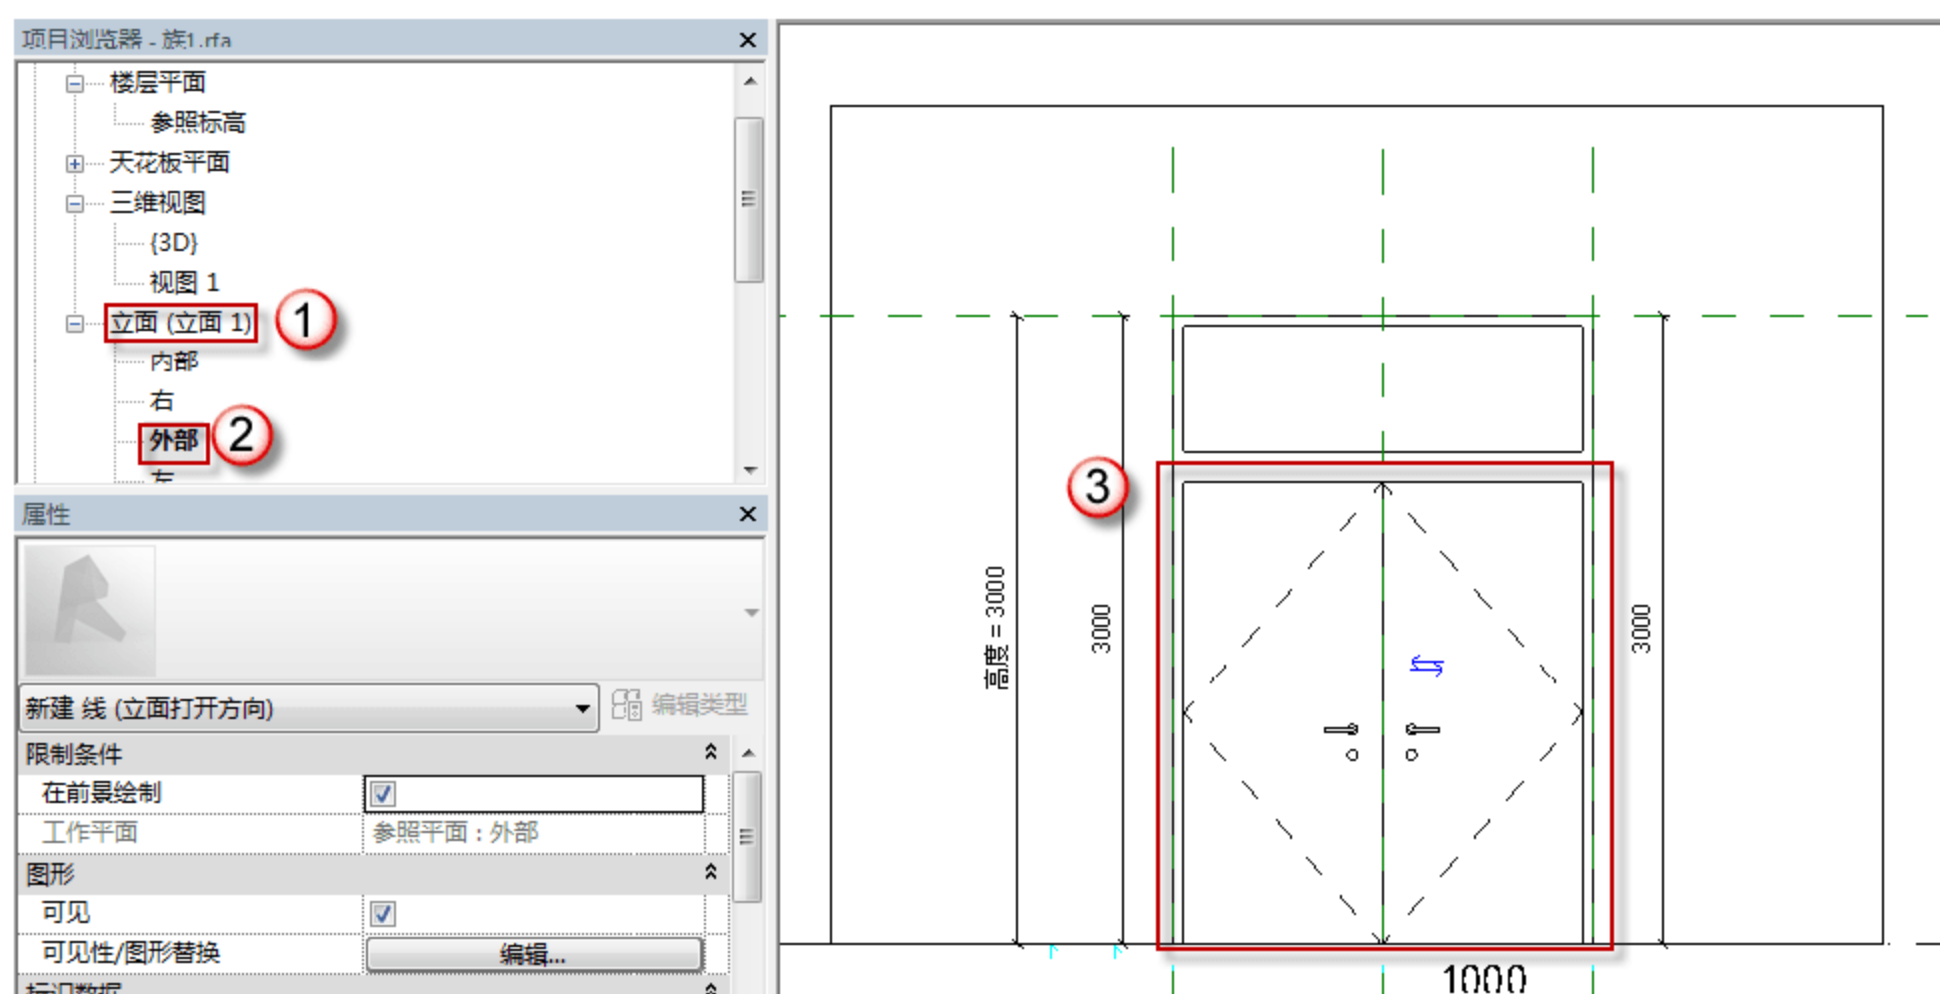 项目浏览器 - 族1.rfa
楼层平面
参照标高
天花板平面
三维视图
{3D}
视图 1
立面 (立面 1)
1
内部
右
外部
2
左
属性
新建 线 (立面打开方向)
编辑类型
限制条件
在前景绘制
工作平面
参照平面 : 外部
图形
可见
可见性/图形替换
编辑...
标识数据
3
高度 = 3000
3000
3000
1000